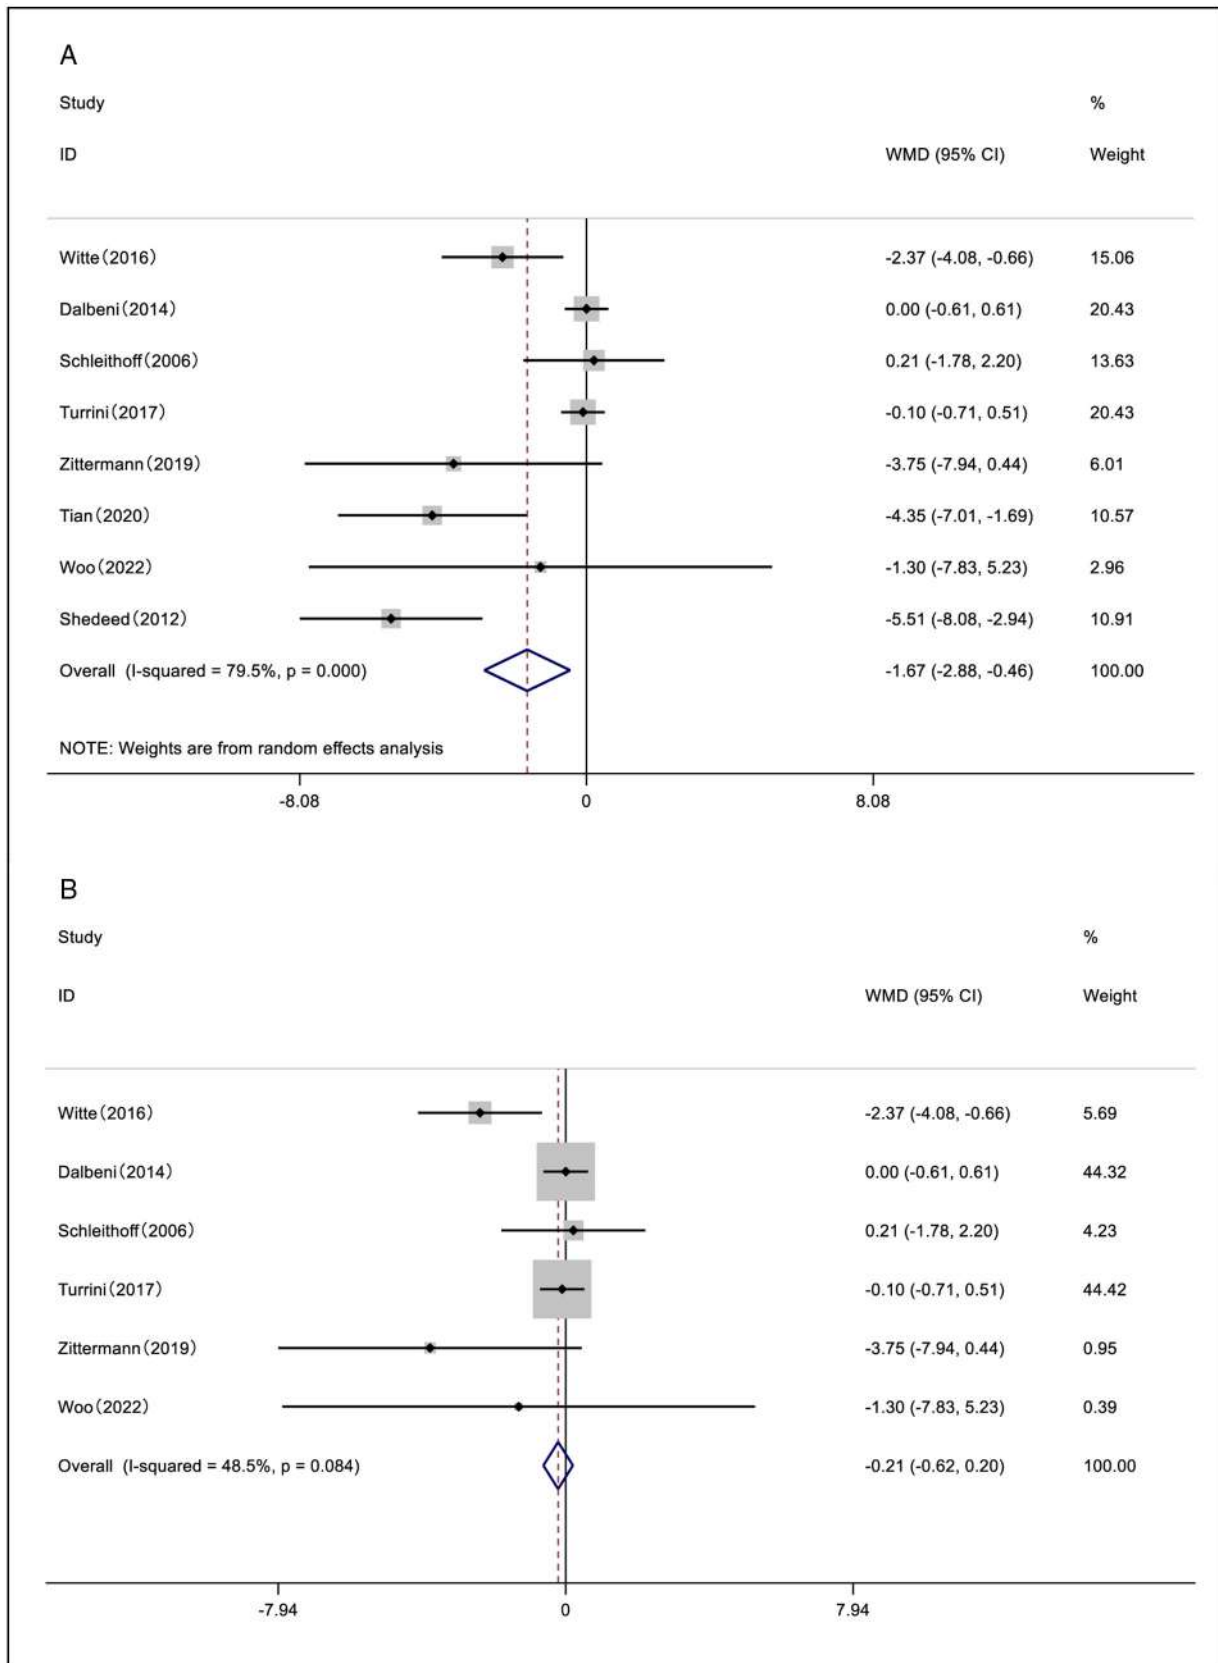 A
Study %
ID WMD (95% CI) Weight
Witte (2016) -2.37 (-4.08, -0.66) 15.06
Dalbeni (2014) 0.00 (-0.61, 0.61) 20.43
Schleithoff (2006) 0.21 (-1.78, 2.20) 13.63
Turrini (2017) -0.10 (-0.71, 0.51) 20.43
Zittermann (2019) -3.75 (-7.94, 0.44) 6.01
Tian (2020) -4.35 (-7.01, -1.69) 10.57
Woo (2022) -1.30 (-7.83, 5.23) 2.96
Shedeed (2012) -5.51 (-8.08, -2.94) 10.91
Overall (I-squared = 79.5%, p = 0.000) -1.67 (-2.88, -0.46) 100.00
NOTE: Weights are from random effects analysis
-8.08 0 8.08
B
Study %
ID WMD (95% CI) Weight
Witte (2016) -2.37 (-4.08, -0.66) 5.69
Dalbeni (2014) 0.00 (-0.61, 0.61) 44.32
Schleithoff (2006) 0.21 (-1.78, 2.20) 4.23
Turrini (2017) -0.10 (-0.71, 0.51) 44.42
Zittermann (2019) -3.75 (-7.94, 0.44) 0.95
Woo (2022) -1.30 (-7.83, 5.23) 0.39
Overall (I-squared = 48.5%, p = 0.084) -0.21 (-0.62, 0.20) 100.00
-7.94 0 7.94